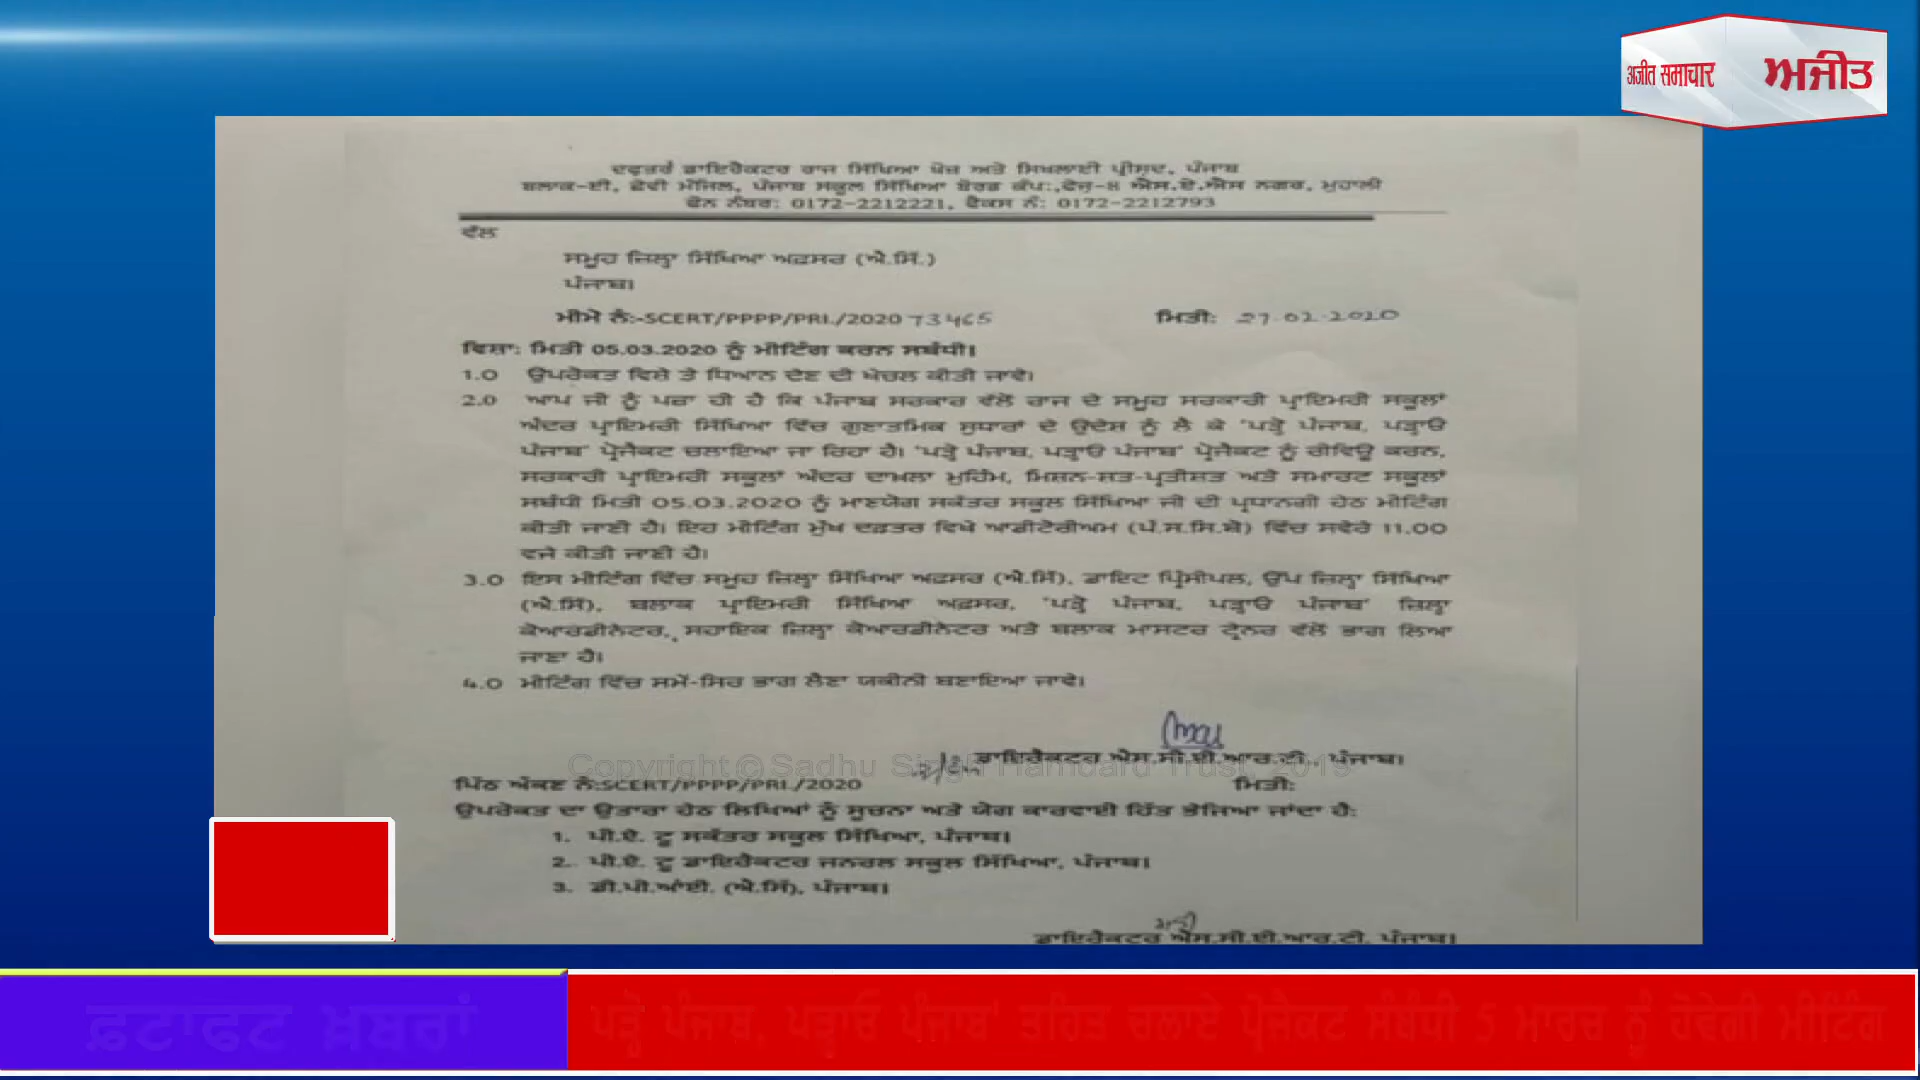 अजीत समाचार ਅਜੀਤ
ਦਫ਼ਤਰ ਡਾਇਰੈਕਟਰ ਰਾਜ ਸਿੱਖਿਆ ਖੋਜ ਅਤੇ ਸਿਖਲਾਈ ਪ੍ਰੀਸ਼ਦ, ਪੰਜਾਬ
ਬਲਾਕ-ਈ, ਛੇਵੀਂ ਮੰਜਿਲ, ਪੰਜਾਬ ਸਕੂਲ ਸਿੱਖਿਆ ਬੋਰਡ ਕੰਪ:,ਫੇਜ਼-8 ਐਸ.ਏ.ਐਸ ਨਗਰ, ਮੁਹਾਲੀ
ਫੋਨ ਨੰਬਰ: 0172-2212221, ਫੈਕਸ ਨੰ: 0172-2212793
ਵੱਲ
ਸਮੂਹ ਜ਼ਿਲ੍ਹਾ ਸਿੱਖਿਆ ਅਫ਼ਸਰ (ਐ.ਸਿੱ.)
ਪੰਜਾਬ।
ਮੀਮੋ ਨੰ:-SCERT/PPPP/PRI./2020 73465 ਮਿਤੀ: 27.02.2020
ਵਿਸ਼ਾ: ਮਿਤੀ 05.03.2020 ਨੂੰ ਮੀਟਿੰਗ ਕਰਨ ਸਬੰਧੀ।
1.0 ਉਪਰੋਕਤ ਵਿਸ਼ੇ ਤੇ ਧਿਆਨ ਦੇਣ ਦੀ ਖੇਚਲ ਕੀਤੀ ਜਾਵੇ।
2.0 ਆਪ ਜੀ ਨੂੰ ਪਤਾ ਹੀ ਹੈ ਕਿ ਪੰਜਾਬ ਸਰਕਾਰ ਵੱਲੋਂ ਰਾਜ ਦੇ ਸਮੂਹ ਸਰਕਾਰੀ ਪ੍ਰਾਇਮਰੀ ਸਕੂਲਾਂ
ਅੰਦਰ ਪ੍ਰਾਇਮਰੀ ਸਿੱਖਿਆ ਵਿੱਚ ਗੁਣਾਤਮਿਕ ਸੁਧਾਰਾਂ ਦੇ ਉਦੇਸ਼ ਨੂੰ ਲੈ ਕੇ 'ਪੜ੍ਹੋ ਪੰਜਾਬ, ਪੜ੍ਹਾਓ
ਪੰਜਾਬ' ਪ੍ਰੋਜੈਕਟ ਚਲਾਇਆ ਜਾ ਰਿਹਾ ਹੈ। 'ਪੜ੍ਹੋ ਪੰਜਾਬ, ਪੜ੍ਹਾਓ ਪੰਜਾਬ' ਪ੍ਰੋਜੈਕਟ ਨੂੰ ਰੀਵਿਊ ਕਰਨ,
ਸਰਕਾਰੀ ਪ੍ਰਾਇਮਰੀ ਸਕੂਲਾਂ ਅੰਦਰ ਦਾਖਲਾ ਮੁਹਿੰਮ, ਮਿਸ਼ਨ-ਸ਼ਤ-ਪ੍ਰਤੀਸ਼ਤ ਅਤੇ ਸਮਾਰਟ ਸਕੂਲਾਂ
ਸਬੰਧੀ ਮਿਤੀ 05.03.2020 ਨੂੰ ਮਾਣਯੋਗ ਸਕੱਤਰ ਸਕੂਲ ਸਿੱਖਿਆ ਜੀ ਦੀ ਪ੍ਰਧਾਨਗੀ ਹੇਠ ਮੀਟਿੰਗ
ਕੀਤੀ ਜਾਣੀ ਹੈ। ਇਹ ਮੀਟਿੰਗ ਮੁੱਖ ਦਫ਼ਤਰ ਵਿਖੇ ਆਡੀਟੋਰੀਅਮ (ਪੰ.ਸ.ਸਿ.ਬੋ) ਵਿੱਚ ਸਵੇਰੇ 11.00
ਵਜੇ ਕੀਤੀ ਜਾਣੀ ਹੈ।
3.0 ਇਸ ਮੀਟਿੰਗ ਵਿੱਚ ਸਮੂਹ ਜ਼ਿਲ੍ਹਾ ਸਿੱਖਿਆ ਅਫ਼ਸਰ (ਐ.ਸਿੱ), ਡਾਇਟ ਪ੍ਰਿੰਸੀਪਲ, ਉਪ ਜ਼ਿਲ੍ਹਾ ਸਿੱਖਿਆ
(ਐ.ਸਿੱ), ਬਲਾਕ ਪ੍ਰਾਇਮਰੀ ਸਿੱਖਿਆ ਅਫ਼ਸਰ, 'ਪੜ੍ਹੋ ਪੰਜਾਬ, ਪੜ੍ਹਾਓ ਪੰਜਾਬ' ਜ਼ਿਲ੍ਹਾ
ਕੋਆਰਡੀਨੇਟਰ, ਸਹਾਇਕ ਜ਼ਿਲ੍ਹਾ ਕੋਆਰਡੀਨੇਟਰ ਅਤੇ ਬਲਾਕ ਮਾਸਟਰ ਟ੍ਰੇਨਰ ਵੱਲੋਂ ਭਾਗ ਲਿਆ
ਜਾਣਾ ਹੈ।
4.0 ਮੀਟਿੰਗ ਵਿੱਚ ਸਮੇਂ-ਸਿਰ ਭਾਗ ਲੈਣਾ ਯਕੀਨੀ ਬਣਾਇਆ ਜਾਵੇ।
ਡਾਇਰੈਕਟਰ ਐਸ.ਸੀ.ਈ.ਆਰ.ਟੀ., ਪੰਜਾਬ।
Copyright © Sadhu Singh Hamdard Trust, 2019
ਪਿੱਠ ਅੰਕਣ ਨੰ:SCERT/PPPP/PRI./2020 ਮਿਤੀ:
ਉਪਰੋਕਤ ਦਾ ਉਤਾਰਾ ਹੇਠ ਲਿਖਿਆਂ ਨੂੰ ਸੂਚਨਾ ਅਤੇ ਯੋਗ ਕਾਰਵਾਈ ਹਿੱਤ ਭੇਜਿਆ ਜਾਂਦਾ ਹੈ:
1. ਪੀ.ਏ. ਟੂ ਸਕੱਤਰ ਸਕੂਲ ਸਿੱਖਿਆ, ਪੰਜਾਬ।
2. ਪੀ.ਏ. ਟੂ ਡਾਇਰੈਕਟਰ ਜਨਰਲ ਸਕੂਲ ਸਿੱਖਿਆ, ਪੰਜਾਬ।
3. ਡੀ.ਪੀ.ਆਈ. (ਐ.ਸਿੱ), ਪੰਜਾਬ।
ਡਾਇਰੈਕਟਰ ਐਸ.ਸੀ.ਈ.ਆਰ.ਟੀ. ਪੰਜਾਬ।
ਫ਼ਟਾਫਟ ਖ਼ਬਰਾਂ
ਪੜ੍ਹੋ ਪੰਜਾਬ, ਪੜ੍ਹਾਓ ਪੰਜਾਬ' ਤਹਿਤ ਚਲਾਏ ਪ੍ਰੋਜੈਕਟ ਸੰਬੰਧੀ 5 ਮਾਰਚ ਨੂੰ ਹੋਵੇਗੀ ਮੀਟਿੰਗ